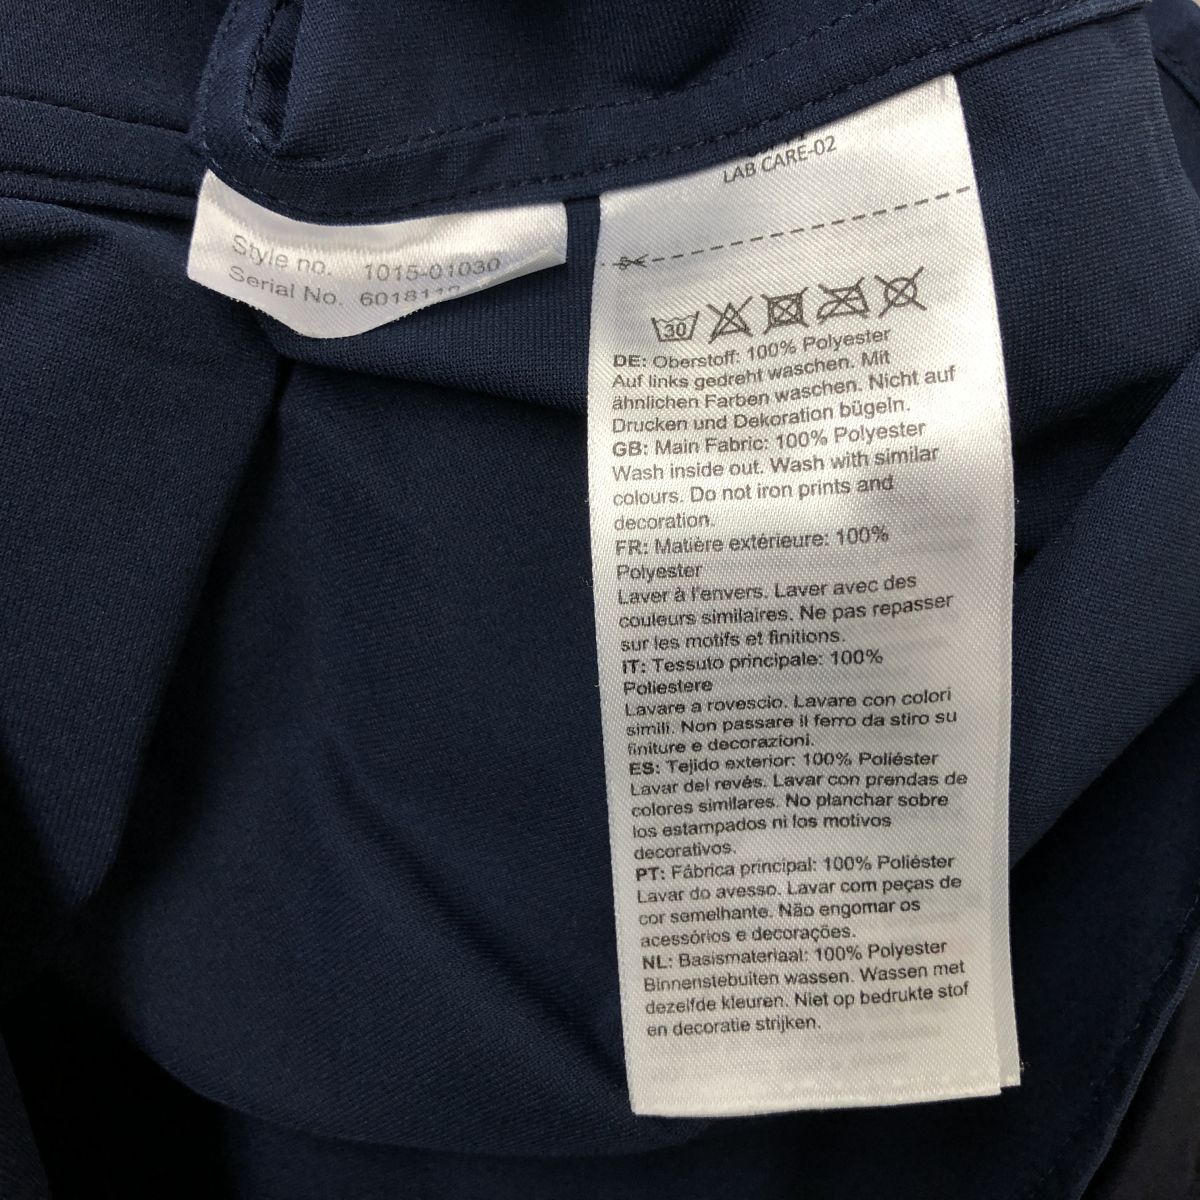 LAB CARE-02
Style no. 1015-01030
Serial No.
30
DE: Oberstoff: 100% Polyester
Auf links gedreht waschen. Mit
ähnlichen Farben waschen. Nicht auf
Drucken und Dekoration bügeln.
GB: Main Fabric: 100% Polyester
Wash inside out. Wash with similar
colours. Do not iron prints and
decoration.
FR: Matière extérieure: 100%
Polyester
Laver à l'envers. Laver avec des
couleurs similaires. Ne pas repasser
sur les motifs et finitions.
IT: Tessuto principale: 100%
Poliestere
Lavare a rovescio. Lavare con colori
simili. Non passare il ferro da stiro su
finiture e decorazioni.
ES: Tejido exterior: 100% Poliéster
Lavar del revés. Lavar con prendas de
colores similares. No planchar sobre
los estampados ni los motivos
decorativos.
PT: Fábrica principal: 100% Poliéster
Lavar do avesso. Lavar com peças de
cor semelhante. Não engomar os
acessórios e decorações.
NL: Basismateriaal: 100% Polyester
Binnenstebuiten wassen. Wassen met
dezelfde kleuren. Niet op bedrukte stof
en decoratie strijken.